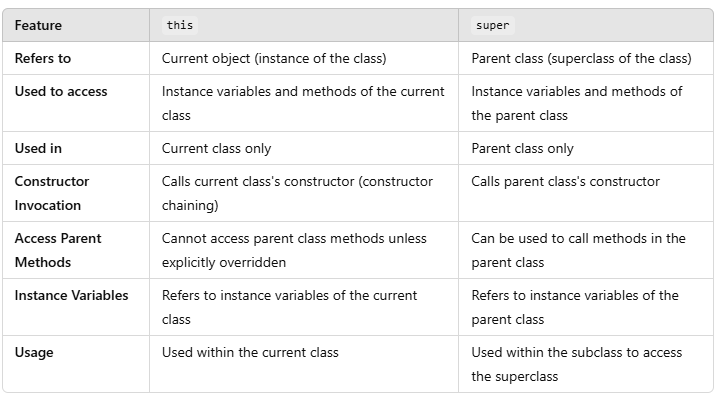 Feature this super
Refers to Current object (instance of the class) Parent class (superclass of the class)
Used to access Instance variables and methods of the current Instance variables and methods of
class the parent class
Used in Current class only Parent class only
Constructor Calls current class's constructor (constructor Calls parent class's constructor
Invocation chaining)
Access Parent Cannot access parent class methods unless Can be used to call methods in the
Methods explicitly overridden parent class
Instance Variables Refers to instance variables of the current Refers to instance variables of the
class parent class
Usage Used within the current class Used within the subclass to access
the superclass